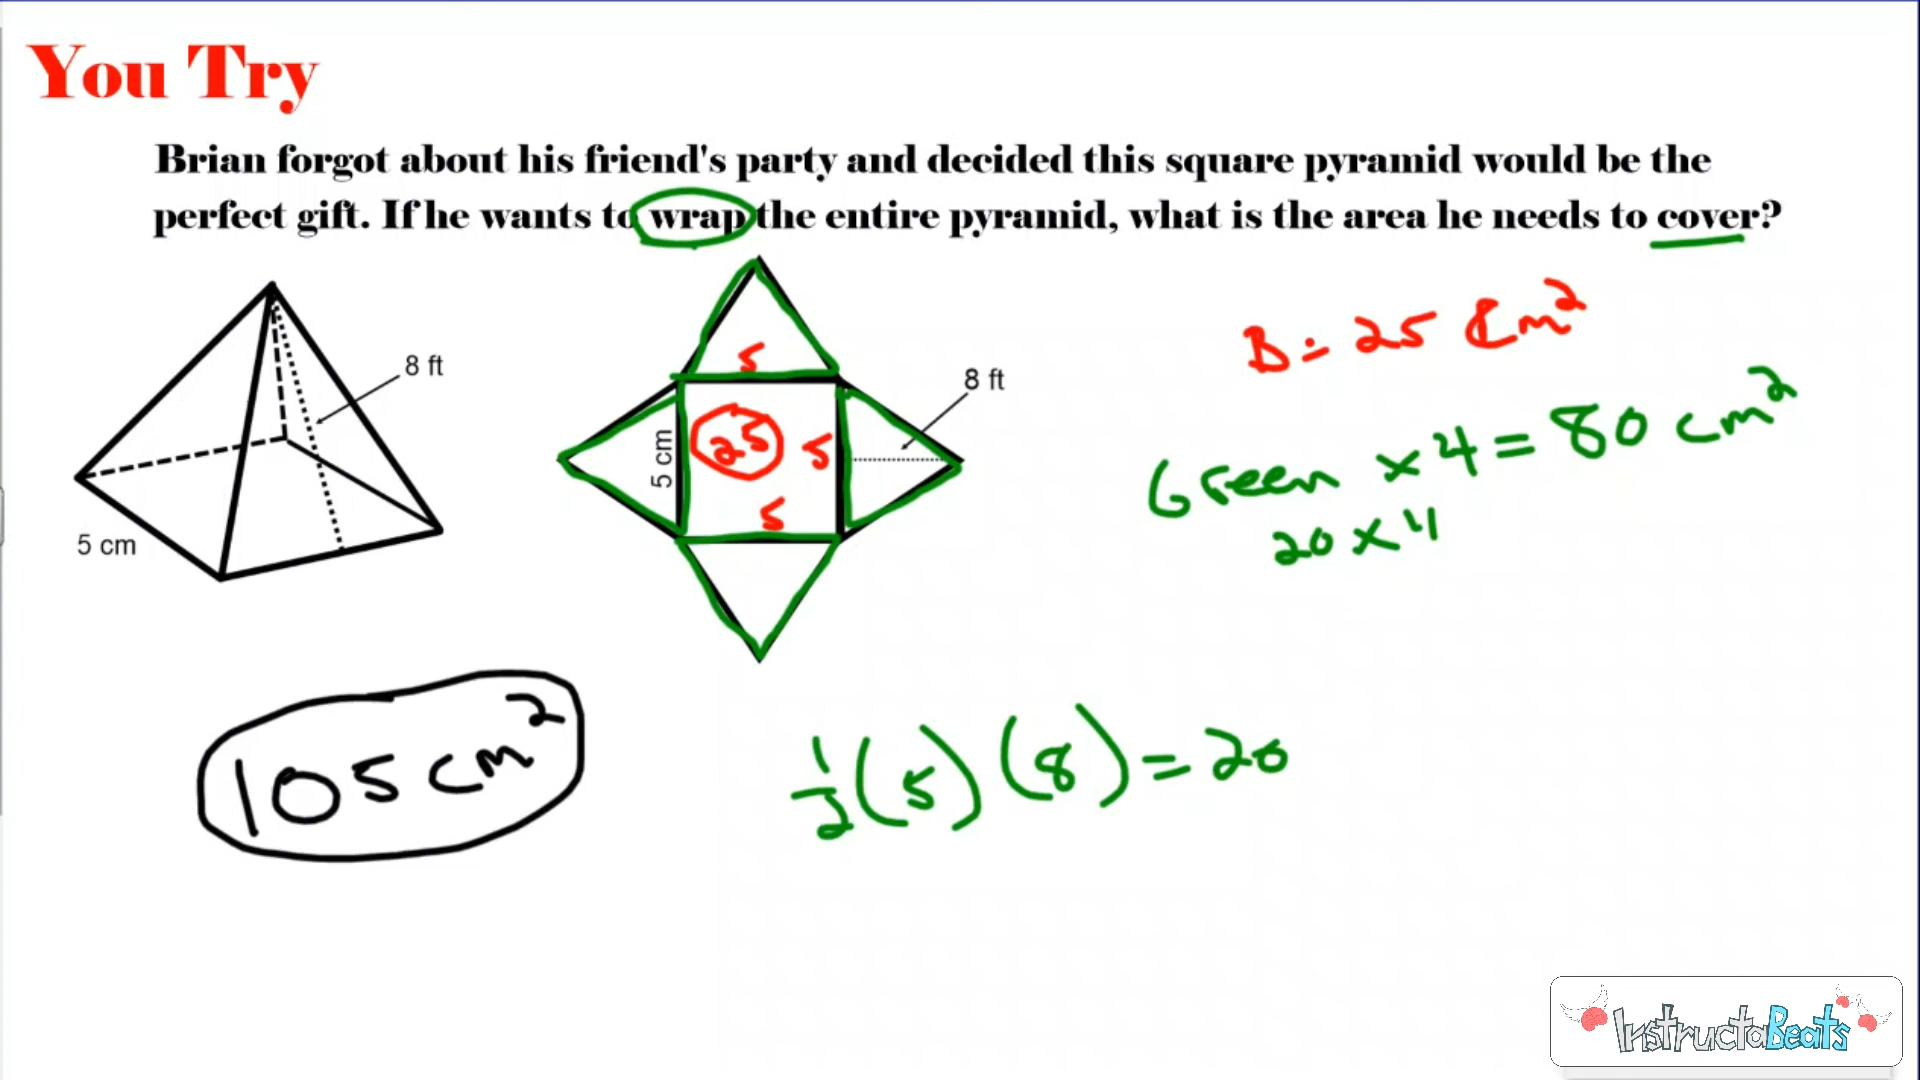 You Try
Brian forgot about his friend's party and decided this square pyramid would be the
perfect gift. If he wants to wrap the entire pyramid, what is the area he needs to cover?
8 ft
5 cm
5
25
5
5
5 cm
8 ft
B = 25 cm²
Green x 4 = 80 cm²
20 x 4
105 cm²
1/2 (5) (8) = 20
InstructaBeats